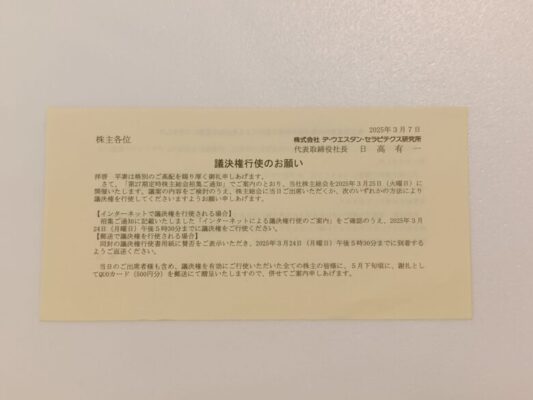 2025年3月7日
株主各位
株式会社 デ・ウエスタン・セラピテクス研究所
代表取締役社長 日高有一
議決権行使のお願い
拝啓 平素は格別のご高配を賜り厚く御礼申しあげます。
さて、「第27期定時株主総会招集ご通知」でご案内のとおり、当社株主総会を2025年3月25日（火曜日）に
開催いたします。議案の内容をご検討のうえ、株主総会に当日ご出席いただくか、次のいずれかの方法により
議決権を行使してくださいますようお願い申しあげます。
【インターネットで議決権を行使される場合】
招集ご通知に記載いたしました「インターネットによる議決権行使のご案内」をご確認のうえ、2025年3月
24日（月曜日）午後5時30分までに議決権をご行使ください。
【郵送で議決権を行使される場合】
同封の議決権行使書用紙に賛否をご表示いただき、2025年3月24日（月曜日）午後5時30分までに到着する
ようご返送ください。
当日のご出席者様も含め、議決権を有効にご行使いただいた全ての株主の皆様に、5月下旬頃に、謝礼とし
てQUOカード（500円分）を郵送にて贈呈いたしますので、併せてご案内申しあげます。